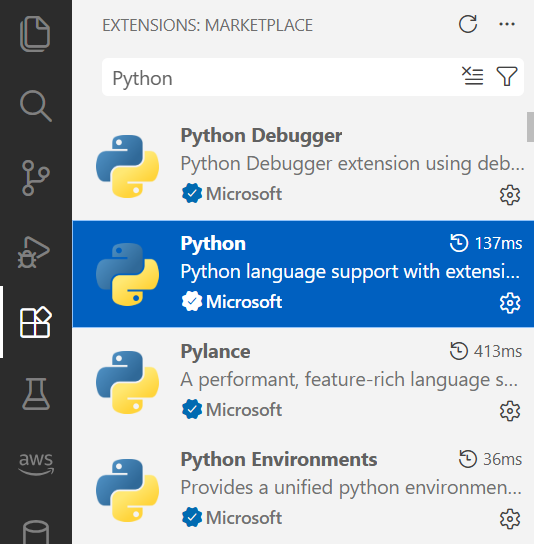 EXTENSIONS: MARKETPLACE
Python
Python Debugger
Python Debugger extension using deb...
Microsoft
Python 137ms
Python language support with extensi...
Microsoft
Pylance 413ms
A performant, feature-rich language s...
Microsoft
aws
Python Environments 36ms
Provides a unified python environmen...
Microsoft